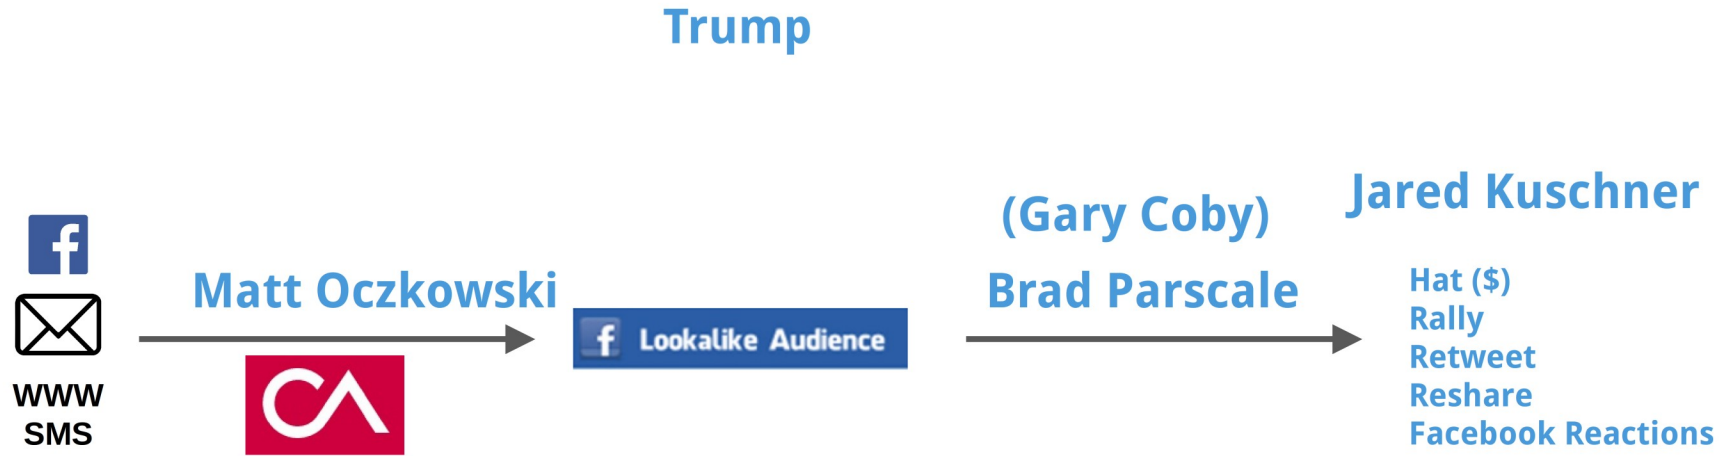 Trump
(Gary Coby)
Jared Kuschner
Matt Oczkowski
Brad Parscale
f
f Lookalike Audience
CA
WWW
SMS
Hat ($)
Rally
Retweet
Reshare
Facebook Reactions